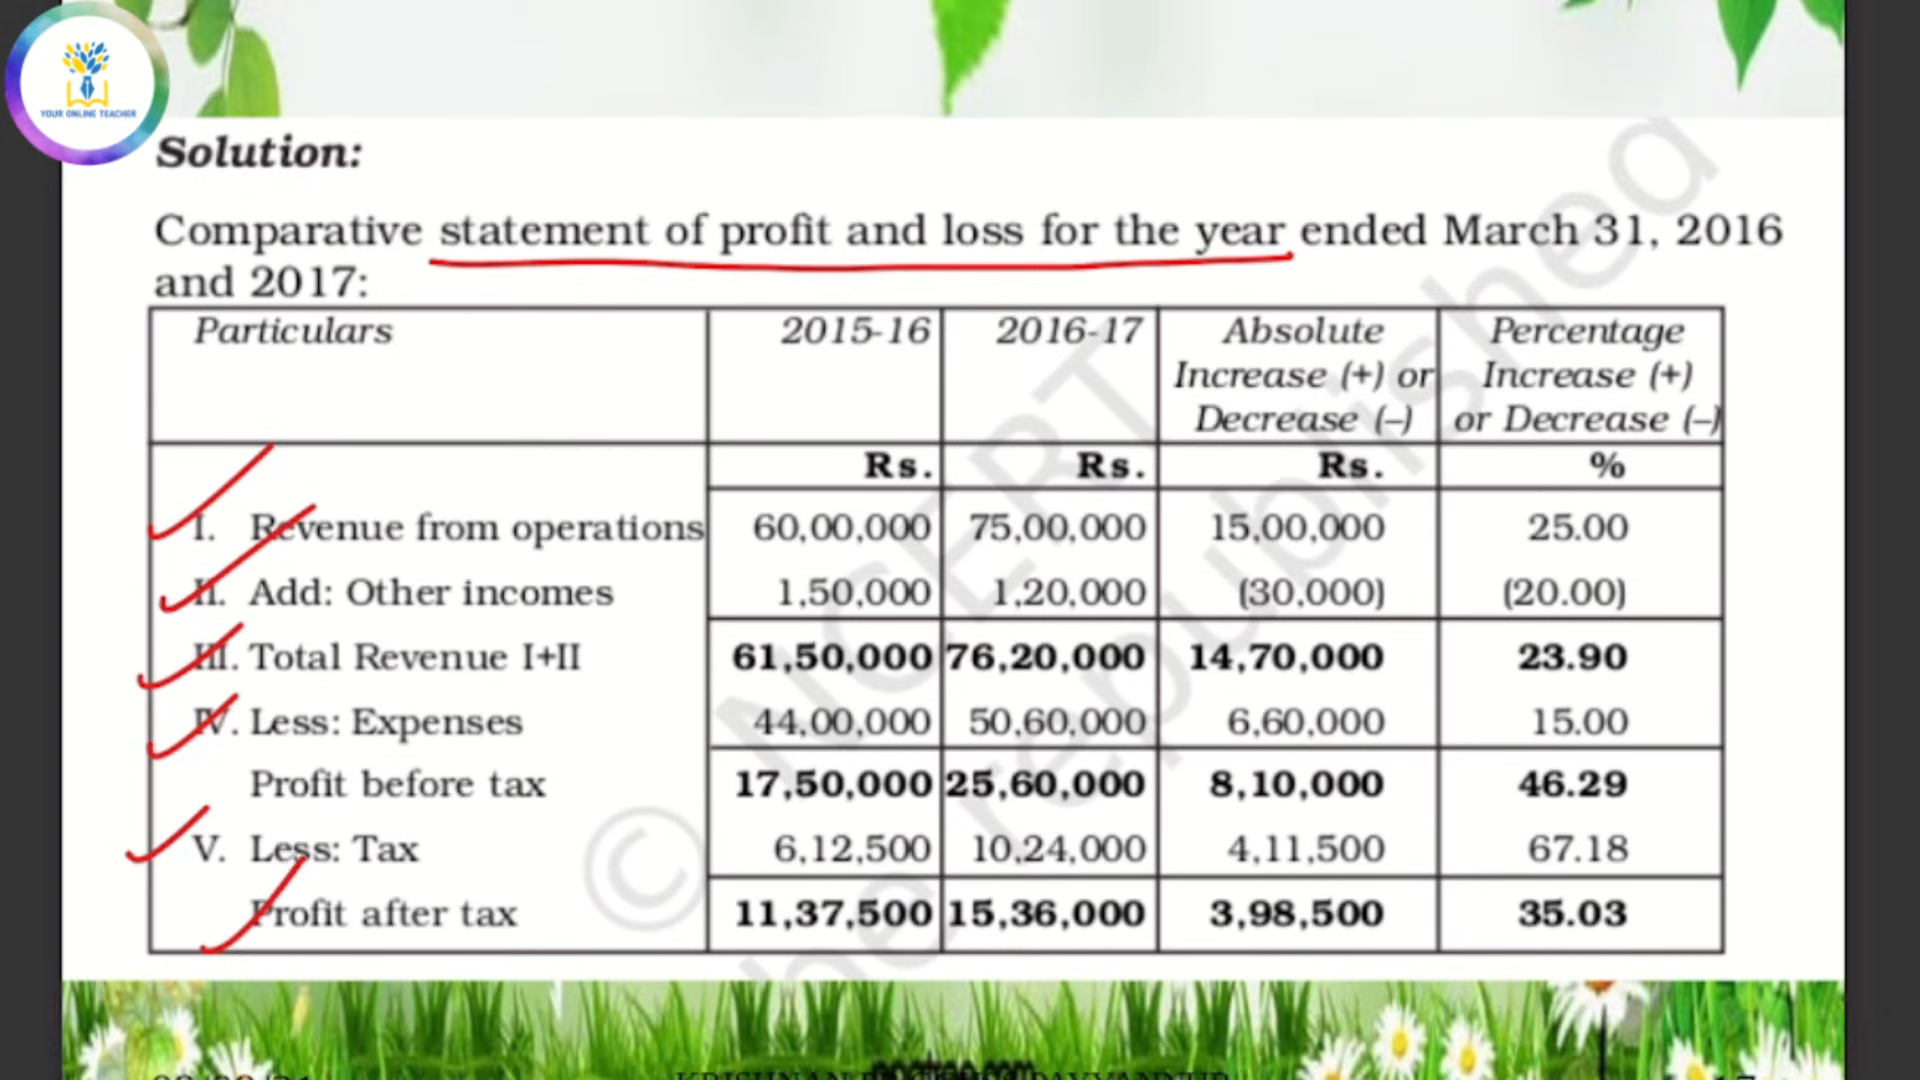 YOUR ONLINE TEACHER
Solution:
Comparative statement of profit and loss for the year ended March 31, 2016
and 2017:
Particulars 2015-16 2016-17 Absolute Increase (+) or Decrease (–) Percentage Increase (+) or Decrease (–)
Rs. Rs. Rs. %
I. Revenue from operations 60,00,000 75,00,000 15,00,000 25.00
II. Add: Other incomes 1,50,000 1,20,000 (30,000) (20.00)
III. Total Revenue I+II 61,50,000 76,20,000 14,70,000 23.90
IV. Less: Expenses 44,00,000 50,60,000 6,60,000 15.00
Profit before tax 17,50,000 25,60,000 8,10,000 46.29
V. Less: Tax 6,12,500 10,24,000 4,11,500 67.18
Profit after tax 11,37,500 15,36,000 3,98,500 35.03
© NCERT
republished